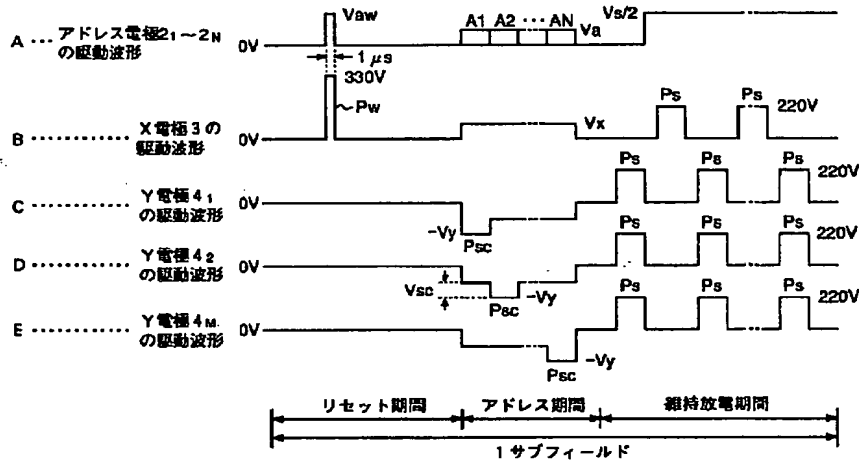 A ‥‥ アドレス電極2₁〜2N の駆動波形 0V Vaw A1 A2 ‥‥ AN Va Vs/2
1μs
330V
Pw
B ‥‥‥‥‥‥ X電極3の駆動波形 0V Vx Ps Ps 220V
C ‥‥‥‥‥‥ Y電極4₁の駆動波形 0V -Vy Psc Ps Ps Ps 220V
D ‥‥‥‥‥‥ Y電極4₂の駆動波形 0V Vsc Psc -Vy Ps Ps Ps 220V
E ‥‥‥‥‥‥ Y電極4M の駆動波形 0V Psc -Vy Ps Ps Ps 220V
リセット期間 アドレス期間 維持放電期間
1サブフィールド